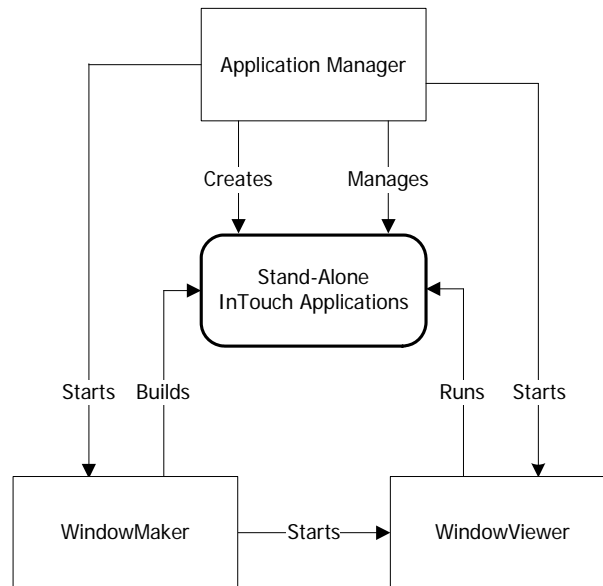 Application Manager
Creates
Manages
Stand-Alone
InTouch Applications
Starts
Builds
Runs
Starts
WindowMaker
Starts
WindowViewer